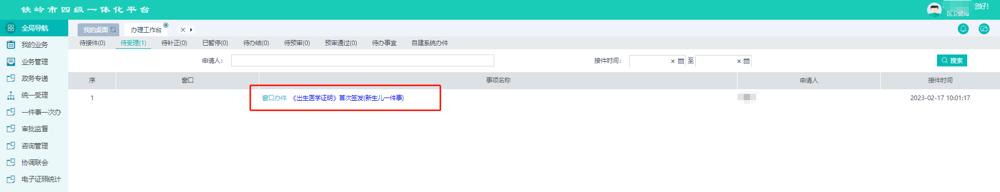 铁岭市四级一体化平台
您好!
区卫健局
全局导航
我的桌面 办理工作台
我的业务
待接件(0) 待受理(1) 待补正(0) 已暂停(0) 待办结(0) 待预审(0) 预审通过(0) 待办事宜 自建系统办件
业务管理
申请人: 接件时间: 至 搜索
政务专递
序 窗口 事项名称 申请人 接件时间
统一受理
1 窗口办件 《出生医学证明》首次签发(新生儿一件事) 2023-02-17 10:01:17
一件事一次办
审批监督
咨询管理
协调联会
电子证照统计